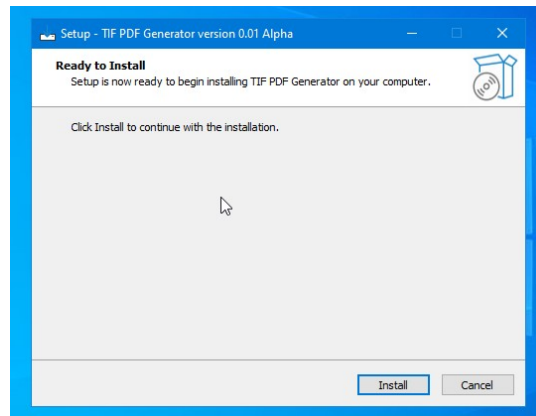 Setup - TIF PDF Generator version 0.01 Alpha
Ready to Install
Setup is now ready to begin installing TIF PDF Generator on your computer.
Click Install to continue with the installation.
Install
Cancel